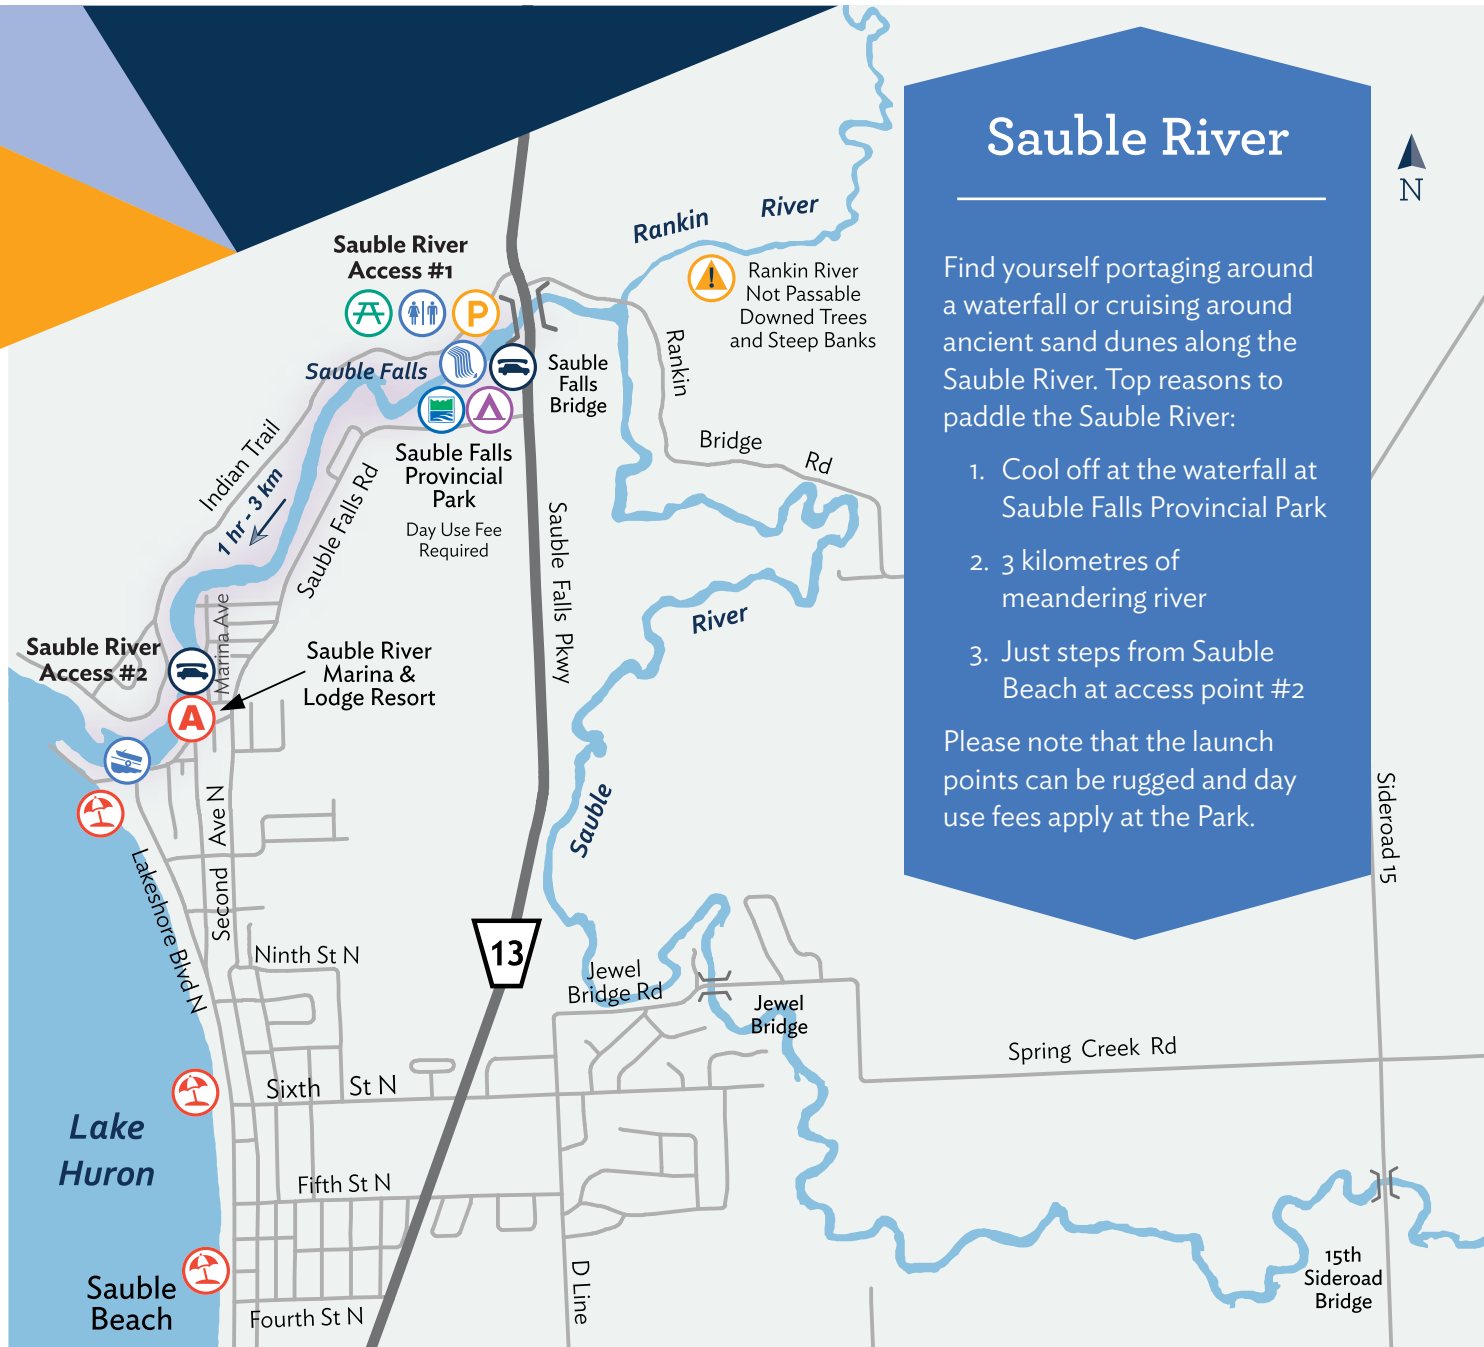 Sauble River
Find yourself portaging around
a waterfall or cruising around
ancient sand dunes along the
Sauble River. Top reasons to
paddle the Sauble River:
1. Cool off at the waterfall at
Sauble Falls Provincial Park
2. 3 kilometres of
meandering river
3. Just steps from Sauble
Beach at access point #2
Please note that the launch
points can be rugged and day
use fees apply at the Park.
N
Rankin River
Sauble River
Access #1
P
Rankin River
Not Passable
Downed Trees
and Steep Banks
Sauble Falls
Sauble
Falls
Bridge
Rankin
Bridge Rd
Sauble Falls
Provincial
Park
Day Use Fee
Required
Indian Trail
1 hr - 3 km
Sauble Falls Rd
Sauble Falls Pkwy
Marina Ave
Sauble River
Access #2
A
Sauble River
Marina &
Lodge Resort
River
Sauble
Second Ave N
Lakeshore Blvd N
Sideroad 15
Ninth St N
13
Jewel
Bridge Rd
Jewel
Bridge
Spring Creek Rd
Sixth St N
Lake
Huron
Fifth St N
Sauble
Beach
Fourth St N
D Line
15th
Sideroad
Bridge